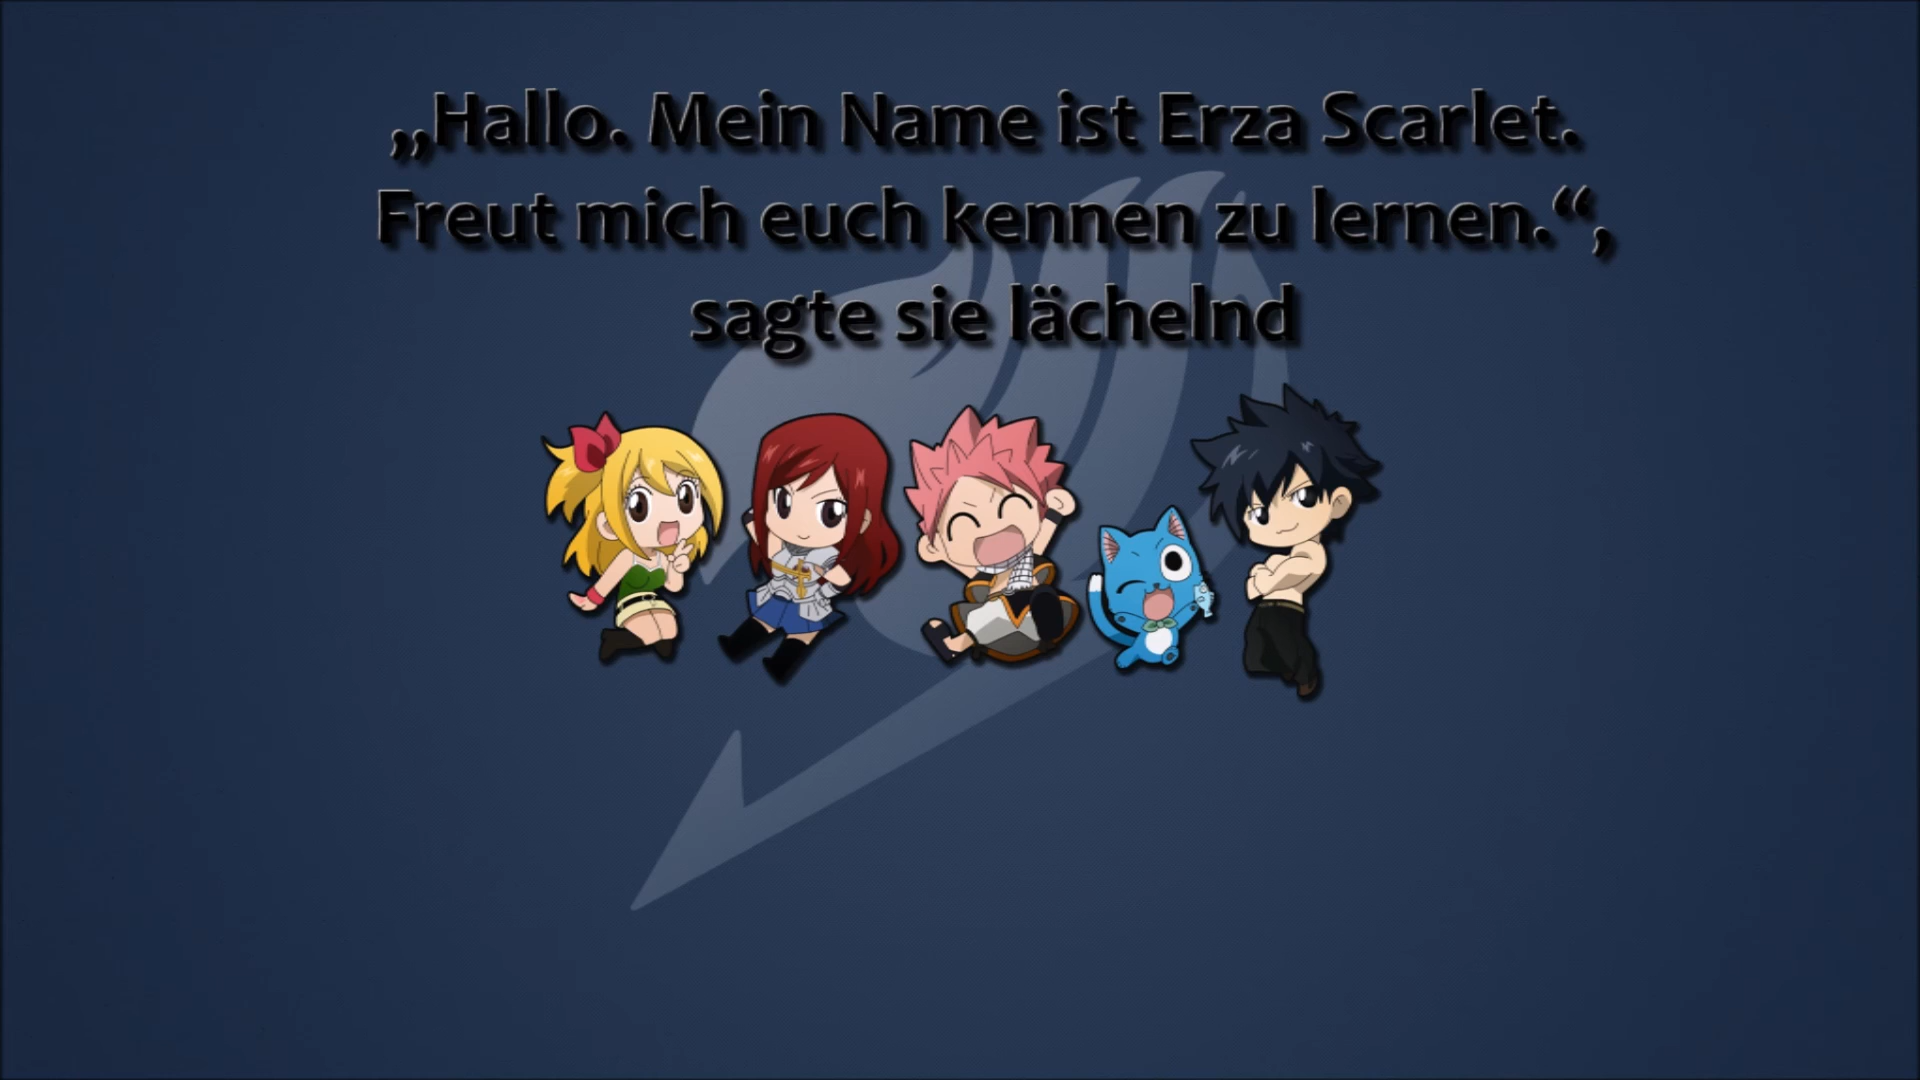 „Hallo. Mein Name ist Erza Scarlet.
Freut mich euch kennen zu lernen.“,
sagte sie lächelnd